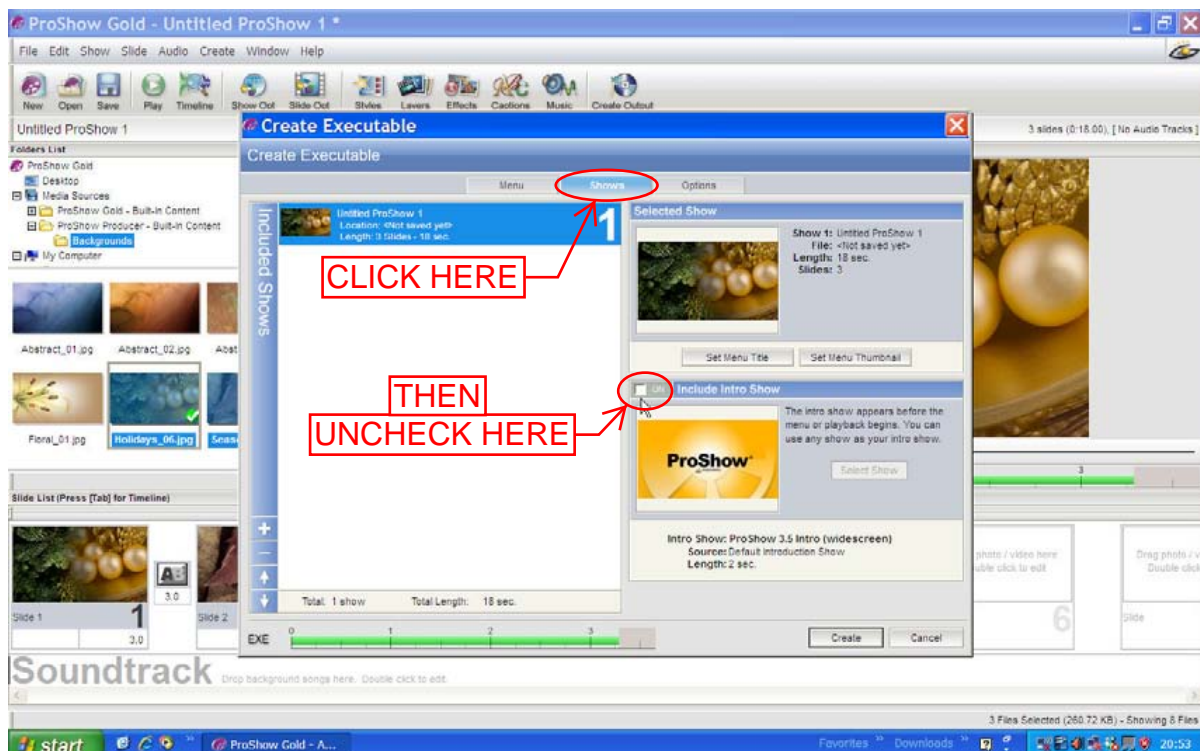 ProShow Gold - Untitled ProShow 1 *
File Edit Show Slide Audio Create Window Help
New Open Save Play Timeline Show Opt Slide Opt Styles Layers Effects Captions Music Create Output
Untitled ProShow 1
3 slides (0:18.00), [ No Audio Tracks ]
Folders List
ProShow Gold
Desktop
Media Sources
ProShow Gold - Built-In Content
ProShow Producer - Built-In Content
Backgrounds
My Computer
Abstract_01.jpg Abstract_02.jpg Abst
Floral_01.jpg Holidays_06.jpg Seas
Create Executable
Create Executable
Menu Shows Options
Included Shows
Untitled ProShow 1
Location: <Not saved yet>
Length: 3 Slides - 18 sec.
1
CLICK HERE
THEN
UNCHECK HERE
Total: 1 show Total Length: 18 sec.
Selected Show
Show 1: Untitled ProShow 1
File: <not saved yet>
Length: 18 sec.
Slides: 3
Set Menu Title Set Menu Thumbnail
ON Include Intro Show
ProShow
The intro show appears before the
menu or playback begins. You can
use any show as your intro show.
Select Show
Intro Show: ProShow 3.5 Intro (widescreen)
Source: Default Introduction Show
Length: 2 sec.
EXE 0 1 2 3
Create Cancel
3
Slide List (Press [Tab] for Timeline)
Slide 1 1 3.0
A B 3.0
Slide 2
photo / video here
uble click to edit
6
Drag photo / v
Double click
Slide
Soundtrack Drop background songs here. Double click to edit.
3 Files Selected (260.72 KB) - Showing 8 Files
start ProShow Gold - A... Favorites Downloads 20:53